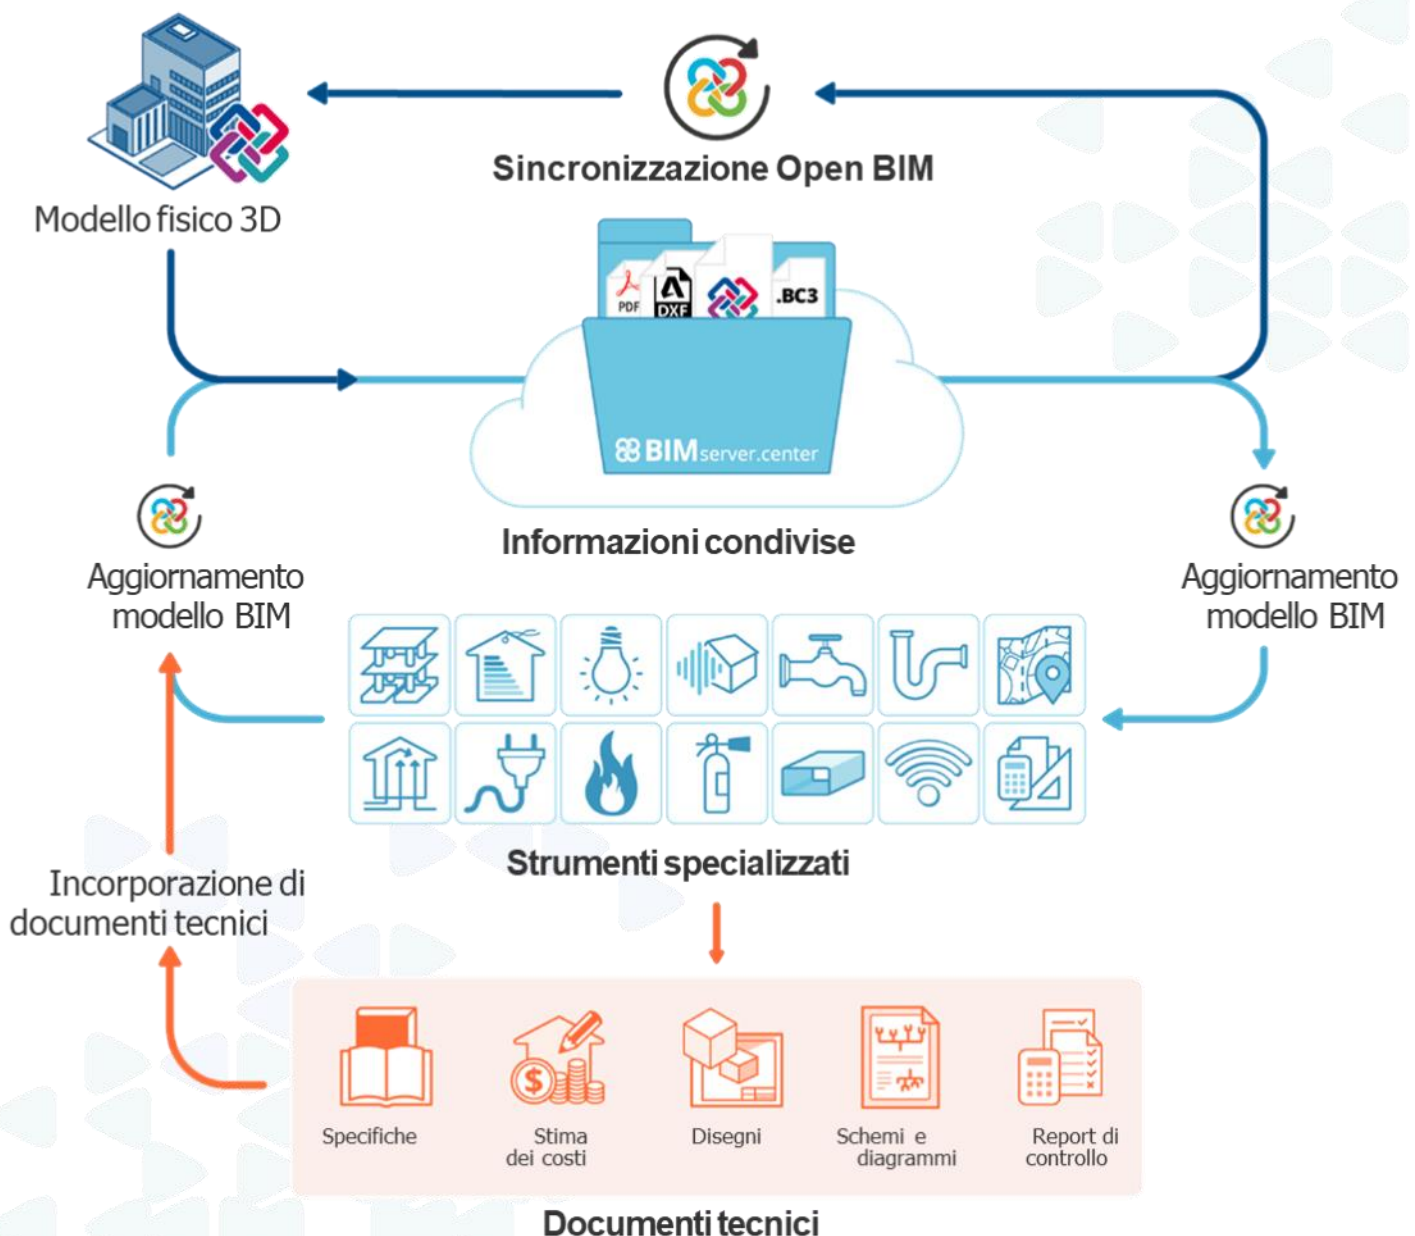 Sincronizzazione Open BIM
Modello fisico 3D
PDF
DXF
.BC3
BIMserver.center
Informazioni condivise
Aggiornamento
modello BIM
Aggiornamento
modello BIM
Strumenti specializzati
Incorporazione di
documenti tecnici
$
Specifiche
Stima
dei costi
Disegni
Schemi e
diagrammi
Report di
controllo
Documenti tecnici